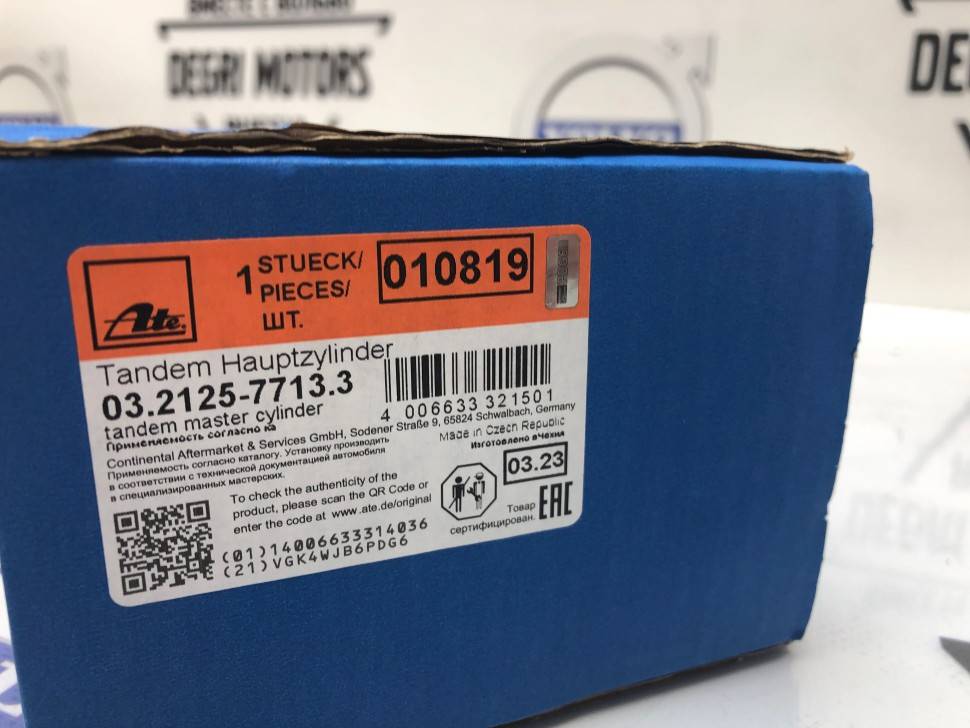 ВМЕСТЕ С ВОЛЬВО
DEGRI MOTORS
DE
Ate
1 STUECK/
PIECES/
ШТ.
010819
Tandem Hauptzylinder
03.2125-7713.3
tandem master cylinder
Применяемость согласно ка
4 006633 321501
Continental Aftermarket & Services GmbH, Sodener Straße 9, 65824 Schwalbach, Germany
Применяемость согласно каталогу. Установку производить
в соответствии с технической документацией автомобиля
в специализированных мастерских.
Made in Czech Republic
Изготовлено в Чехии
03.23
To check the authenticity of the
product, please scan the QR Code or
enter the code at www.ate.de/original
(01)14006633314036
(21)VGK4WJB6PDG6
Товар
сертифицирован.
EAC